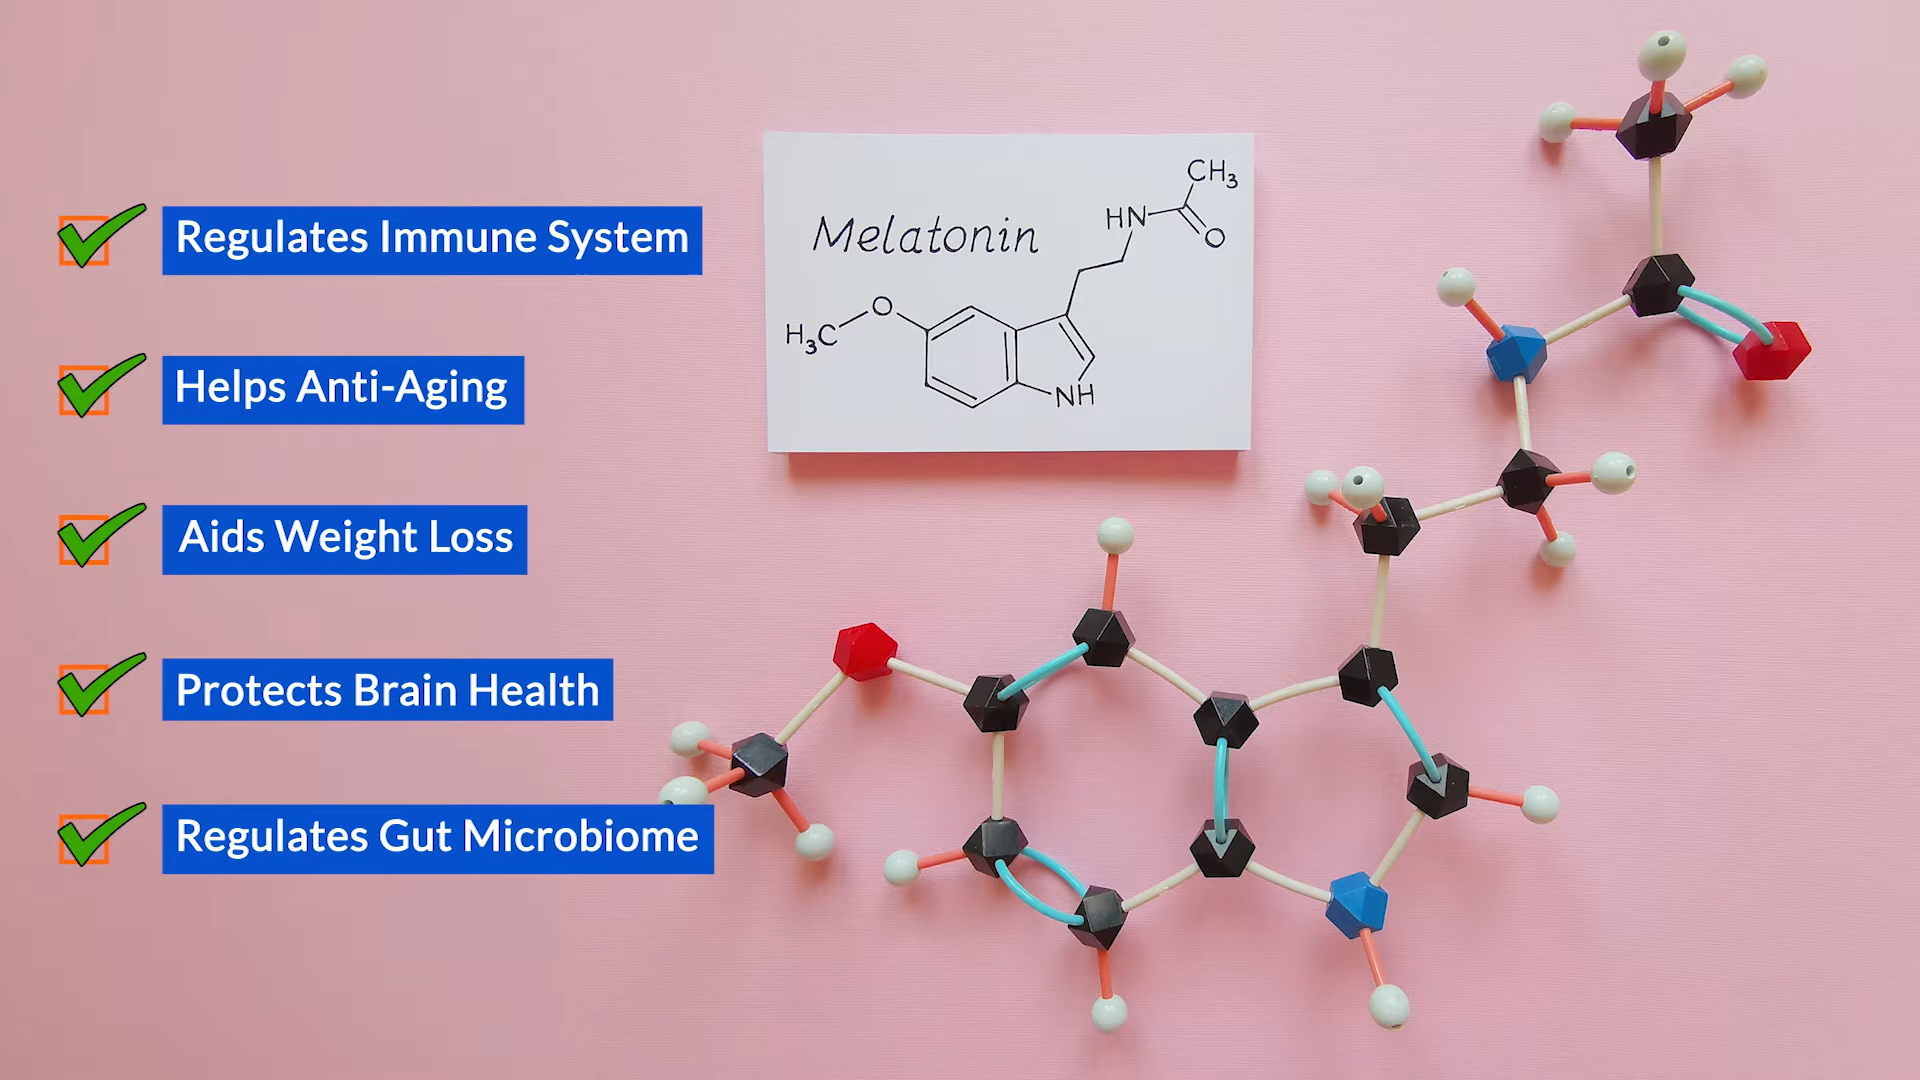 Regulates Immune System
Helps Anti-Aging
Aids Weight Loss
Protects Brain Health
Regulates Gut Microbiome
Melatonin
CH₃
HN
O
O
H₃C
NH